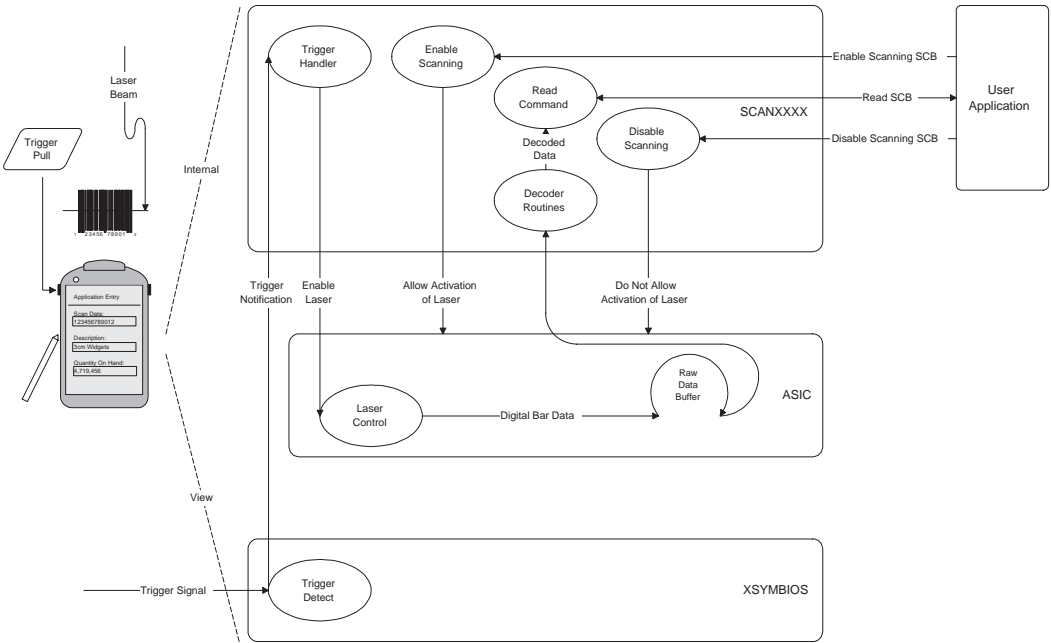 Laser
Beam
Trigger
Pull
1 23456 78901 2
Application Entry
Scan Data:
123456789012
Description:
3cm Widgets
Quantity On Hand:
4,719,456
Internal
View
Trigger
Handler
Enable
Scanning
Read
Command
Decoded
Data
Disable
Scanning
Decoder
Routines
SCANXXXX
Enable Scanning SCB
Read SCB
Disable Scanning SCB
User
Application
Trigger
Notification
Enable
Laser
Allow Activation
of Laser
Do Not Allow
Activation of Laser
Laser
Control
Digital Bar Data
Raw
Data
Buffer
ASIC
Trigger Signal
Trigger
Detect
XSYMBIOS